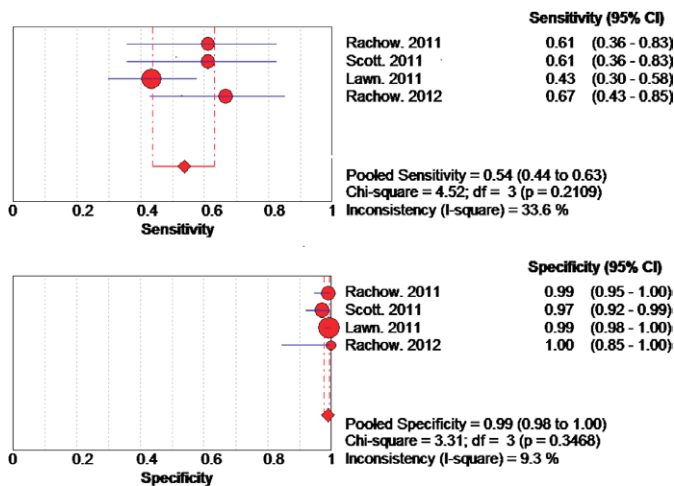 Sensitivity (95% CI)
Rachow. 2011 0.61 (0.36 - 0.83)
Scott. 2011 0.61 (0.36 - 0.83)
Lawn. 2011 0.43 (0.30 - 0.58)
Rachow. 2012 0.67 (0.43 - 0.85)
Pooled Sensitivity = 0.54 (0.44 to 0.63)
Chi-square = 4.52; df = 3 (p = 0.2109)
Inconsistency (I-square) = 33.6 %
0 0.2 0.4 0.6 0.8 1
Sensitivity
Specificity (95% CI)
Rachow. 2011 0.99 (0.95 - 1.00)
Scott. 2011 0.97 (0.92 - 0.99)
Lawn. 2011 0.99 (0.98 - 1.00)
Rachow. 2012 1.00 (0.85 - 1.00)
Pooled Specificity = 0.99 (0.98 to 1.00)
Chi-square = 3.31; df = 3 (p = 0.3468)
Inconsistency (I-square) = 9.3 %
0 0.2 0.4 0.6 0.8 1
Specificity